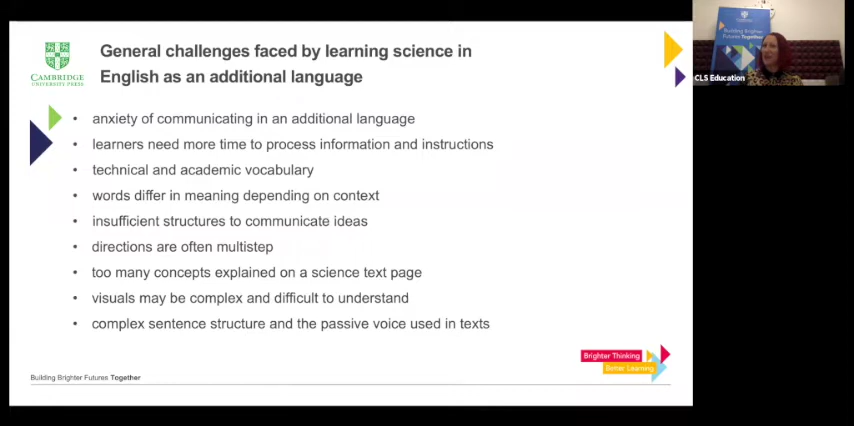 General challenges faced by learning science in
English as an additional language
CAMBRIDGE
UNIVERSITY PRESS
• anxiety of communicating in an additional language
• learners need more time to process information and instructions
• technical and academic vocabulary
• words differ in meaning depending on context
• insufficient structures to communicate ideas
• directions are often multistep
• too many concepts explained on a science text page
• visuals may be complex and difficult to understand
• complex sentence structure and the passive voice used in texts
Brighter Thinking
Better Learning
Building Brighter Futures Together
Building Brighter
Futures Together
CLS Education